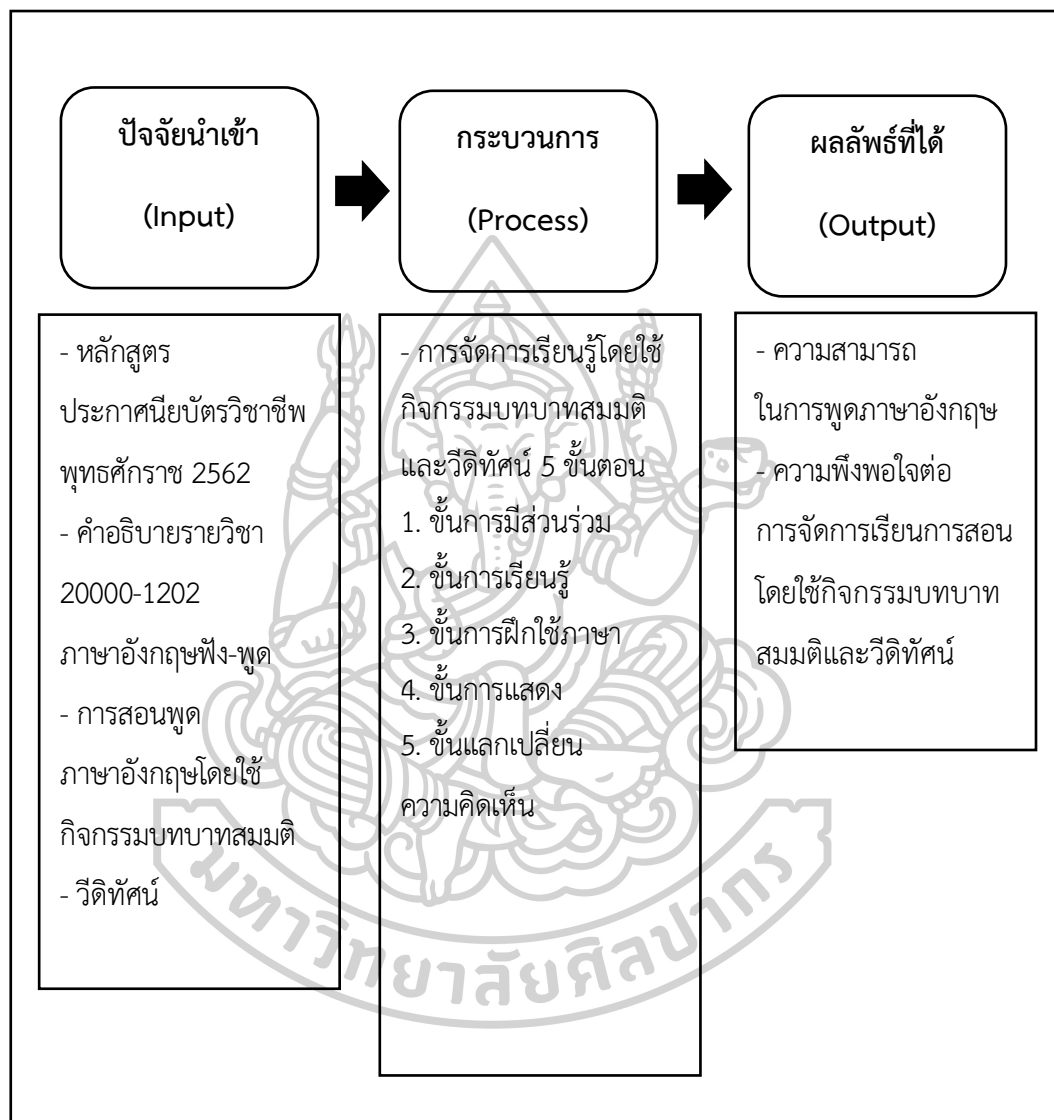 ปัจจัยนำเข้า
(Input)
กระบวนการ
(Process)
ผลลัพธ์ที่ได้
(Output)
- หลักสูตร
ประกาศนียบัตรวิชาชีพ
พุทธศักราช 2562
- คำอธิบายรายวิชา
20000-1202
ภาษาอังกฤษฟัง-พูด
- การสอนพูด
ภาษาอังกฤษโดยใช้
กิจกรรมบทบาทสมมติ
- วีดิทัศน์
- การจัดการเรียนรู้โดยใช้
กิจกรรมบทบาทสมมติ
และวีดิทัศน์ 5 ขั้นตอน
1. ขั้นการมีส่วนร่วม
2. ขั้นการเรียนรู้
3. ขั้นการฝึกใช้ภาษา
4. ขั้นการแสดง
5. ขั้นแลกเปลี่ยน
ความคิดเห็น
- ความสามารถ
ในการพูดภาษาอังกฤษ
- ความพึงพอใจต่อ
การจัดการเรียนการสอน
โดยใช้กิจกรรมบทบาท
สมมติและวีดิทัศน์
มหาวิทยาลัยศิลปากร